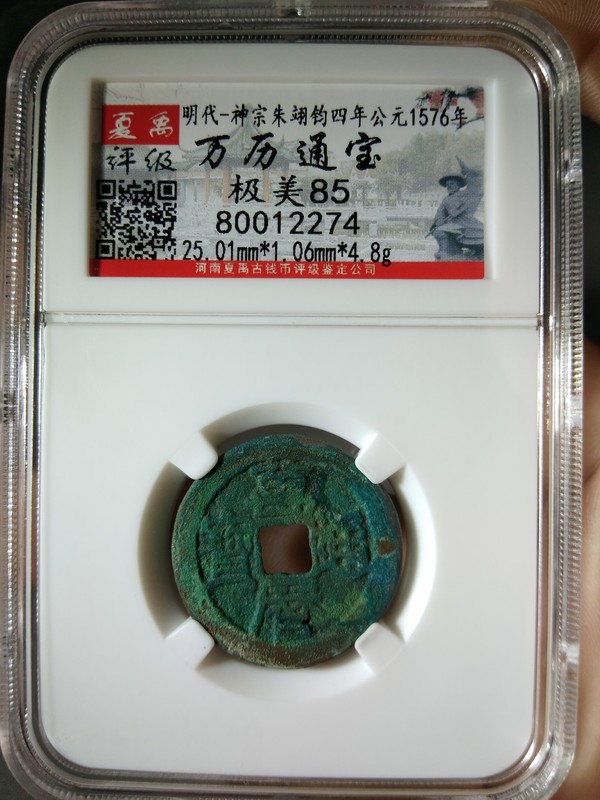 明代-神宗朱翊钧四年公元1576年
夏禹
评级
万历通宝
极美85
80012274
25.01mm*1.06mm*4.8g
河南夏禹古钱币评级鉴定公司